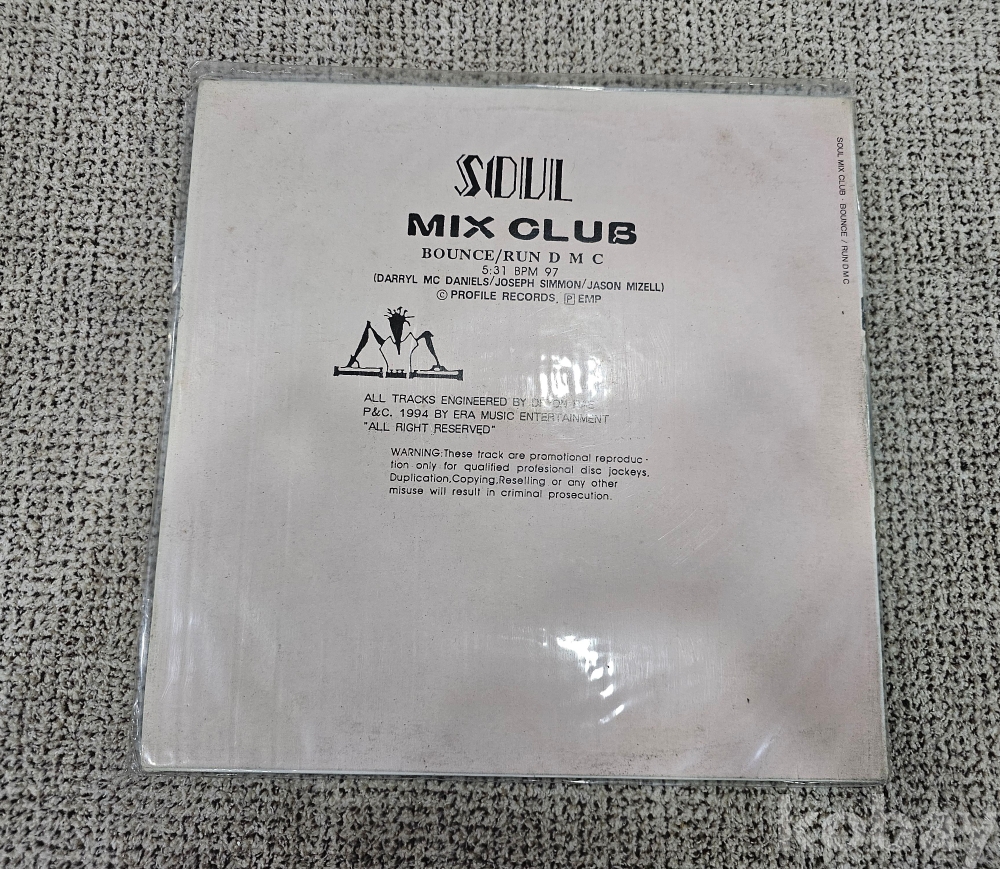 SOUL
MIX CLUB
BOUNCE/RUN D M C
5:31 BPM 97
(DARRYL MC DANIELS/JOSEPH SIMMON/JASON MIZELL)
© PROFILE RECORDS, Ⓟ EMP
ALL TRACKS ENGINEERED BY
P&C. 1994 BY ERA MUSIC ENTERTAINMENT
"ALL RIGHT RESERVED"
WARNING:These track are promotional reproduc-
tion only for qualified profesional disc jockeys.
Duplication,Copying,Reselling or any other
misuse will result in criminal prosecution.
SOUL MIX CLUB · BOUNCE / RUN D M C
kobay